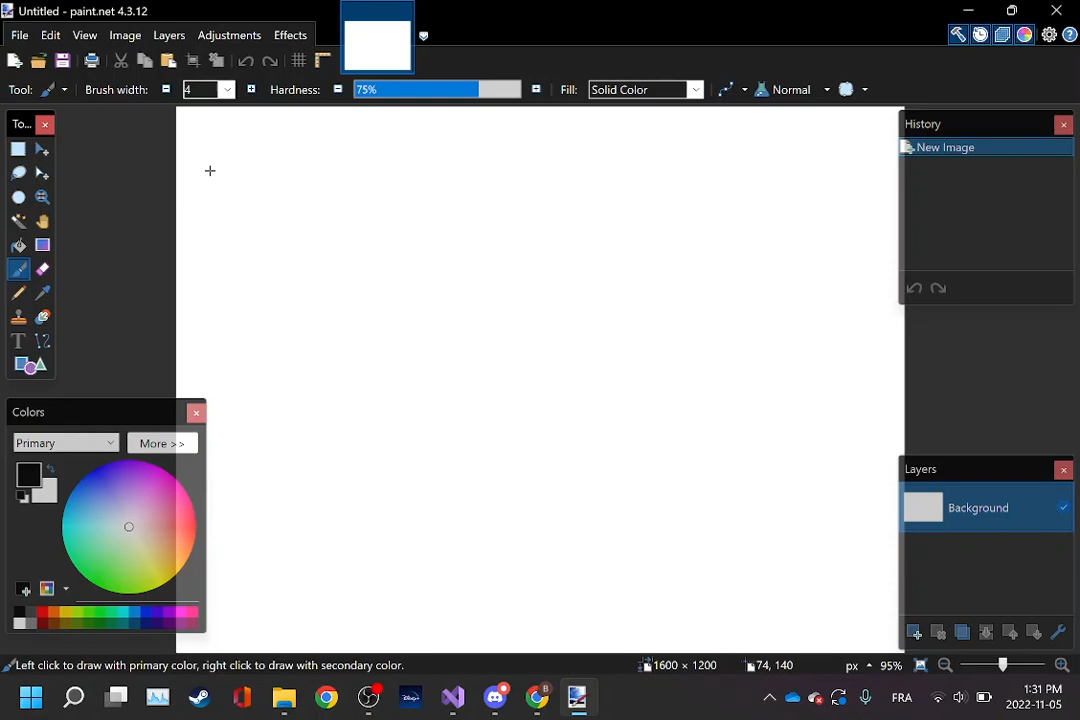 Untitled - paint.net 4.3.12
File Edit View Image Layers Adjustments Effects
Tool: Brush width: 4 Hardness: 75% Fill: Solid Color Normal
To...
History
New Image
Colors
Primary More >>
Layers
Background
Left click to draw with primary color, right click to draw with secondary color. 1600 × 1200 74, 140 px 95%
FRA 1:31 PM
2022-11-05